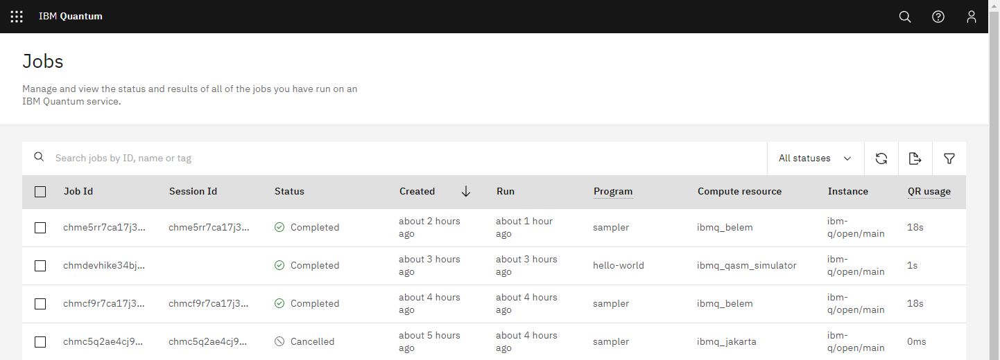 IBM Quantum
Jobs
Manage and view the status and results of all of the jobs you have run on an
IBM Quantum service.
Search jobs by ID, name or tag
All statuses
Job Id Session Id Status Created Run Program Compute resource Instance QR usage
chme5rr7ca17j3... chme5rr7ca17j3... Completed about 2 hours ago about 1 hour ago sampler ibmq_belem ibm-q/open/main 18s
chmdevhike34bj... Completed about 3 hours ago about 3 hours ago hello-world ibmq_qasm_simulator ibm-q/open/main 1s
chmcf9r7ca17j3... chmcf9r7ca17j3... Completed about 4 hours ago about 4 hours ago sampler ibmq_belem ibm-q/open/main 18s
chmc5q2ae4cj9... chmc5q2ae4cj9... Cancelled about 5 hours ago about 4 hours ago sampler ibmq_jakarta ibm-q/open/main 0ms